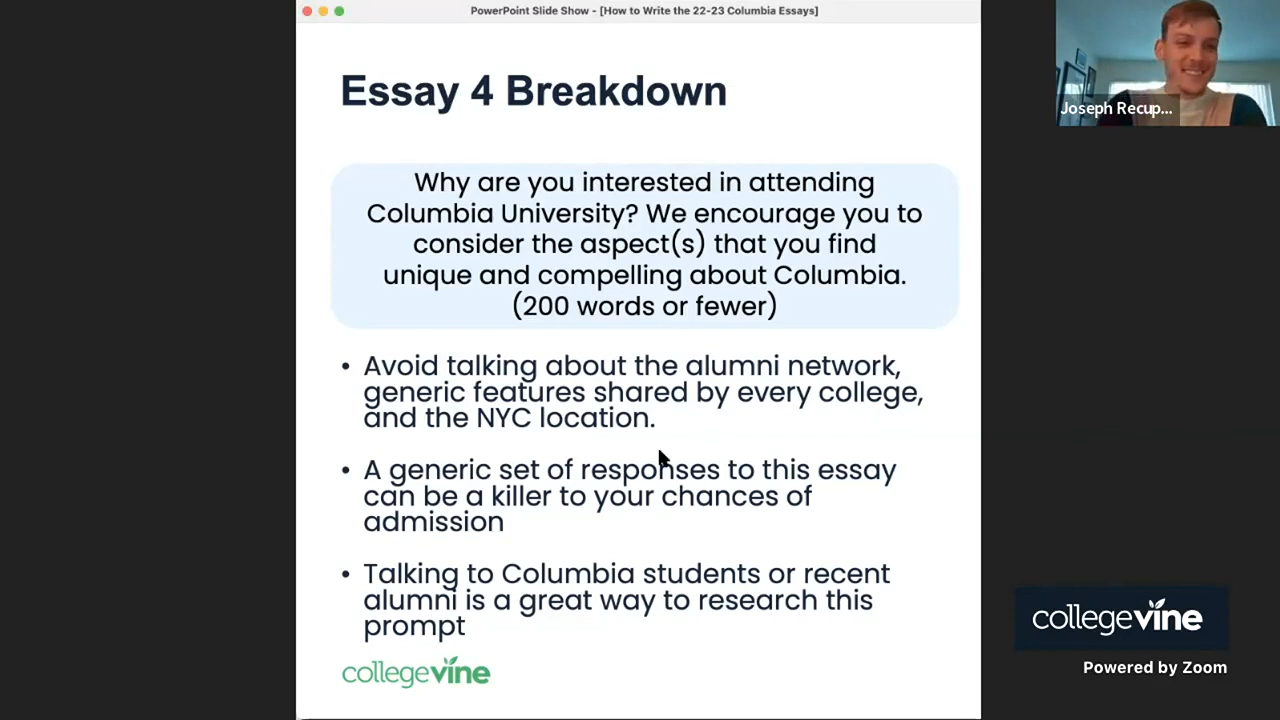 PowerPoint Slide Show - [How to Write the 22-23 Columbia Essays]
Essay 4 Breakdown
Why are you interested in attending
Columbia University? We encourage you to
consider the aspect(s) that you find
unique and compelling about Columbia.
(200 words or fewer)
• Avoid talking about the alumni network,
generic features shared by every college,
and the NYC location.
• A generic set of responses to this essay
can be a killer to your chances of
admission
• Talking to Columbia students or recent
alumni is a great way to research this
prompt
collegevine
Joseph Recup...
collegevine
Powered by Zoom